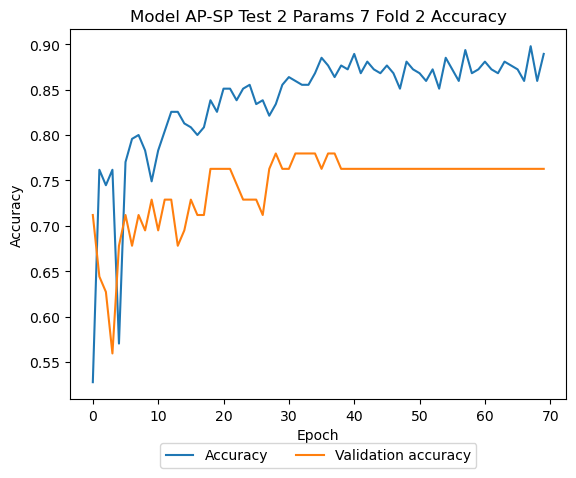 Model AP-SP Test 2 Params 7 Fold 2 Accuracy
0.90
0.85
0.80
0.75
0.70
0.65
0.60
0.55
Accuracy
0 10 20 30 40 50 60 70
Epoch
Accuracy Validation accuracy